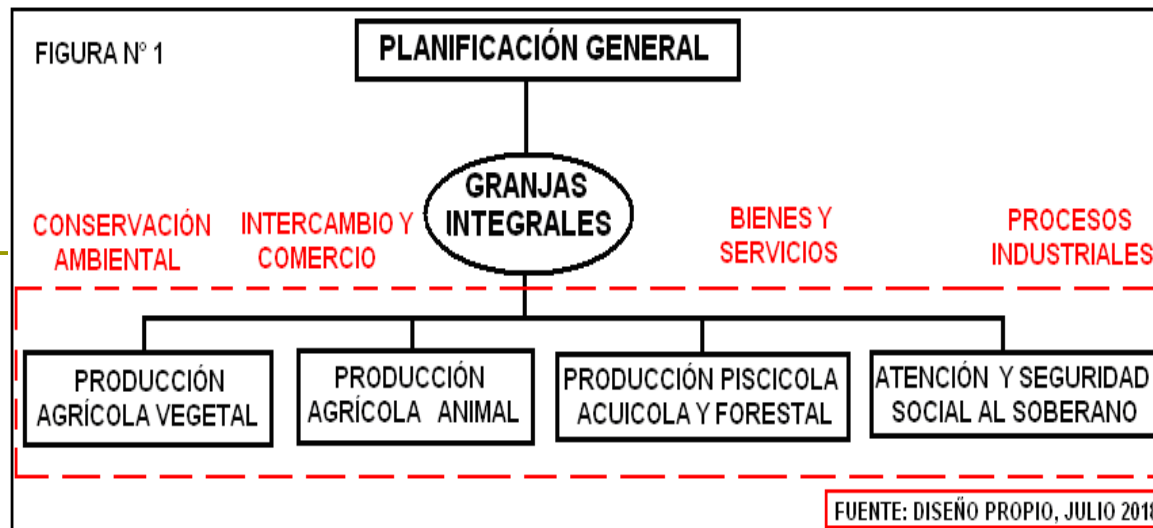 FIGURA N° 1
PLANIFICACIÓN GENERAL
GRANJAS
INTEGRALES
CONSERVACIÓN
AMBIENTAL
INTERCAMBIO Y
COMERCIO
BIENES Y
SERVICIOS
PROCESOS
INDUSTRIALES
PRODUCCIÓN
AGRÍCOLA VEGETAL
PRODUCCIÓN
AGRÍCOLA ANIMAL
PRODUCCIÓN PISCICOLA
ACUICOLA Y FORESTAL
ATENCIÓN Y SEGURIDAD
SOCIAL AL SOBERANO
FUENTE: DISEÑO PROPIO, JULIO 2018